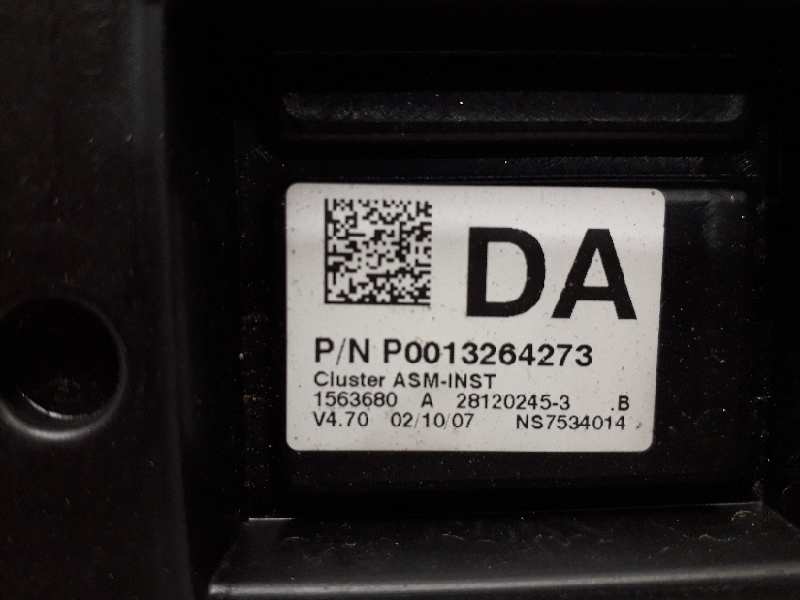 DA
P/N P0013264273
Cluster ASM-INST
1563680 A 28120245-3 .B
V4.70 02/10/07 NS7534014